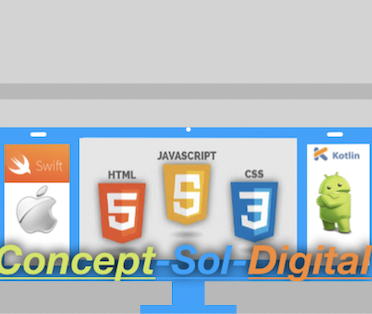 JAVASCRIPT
HTML
CSS
Swift
Kotlin
5
5
3
Concept-Sol-Digital